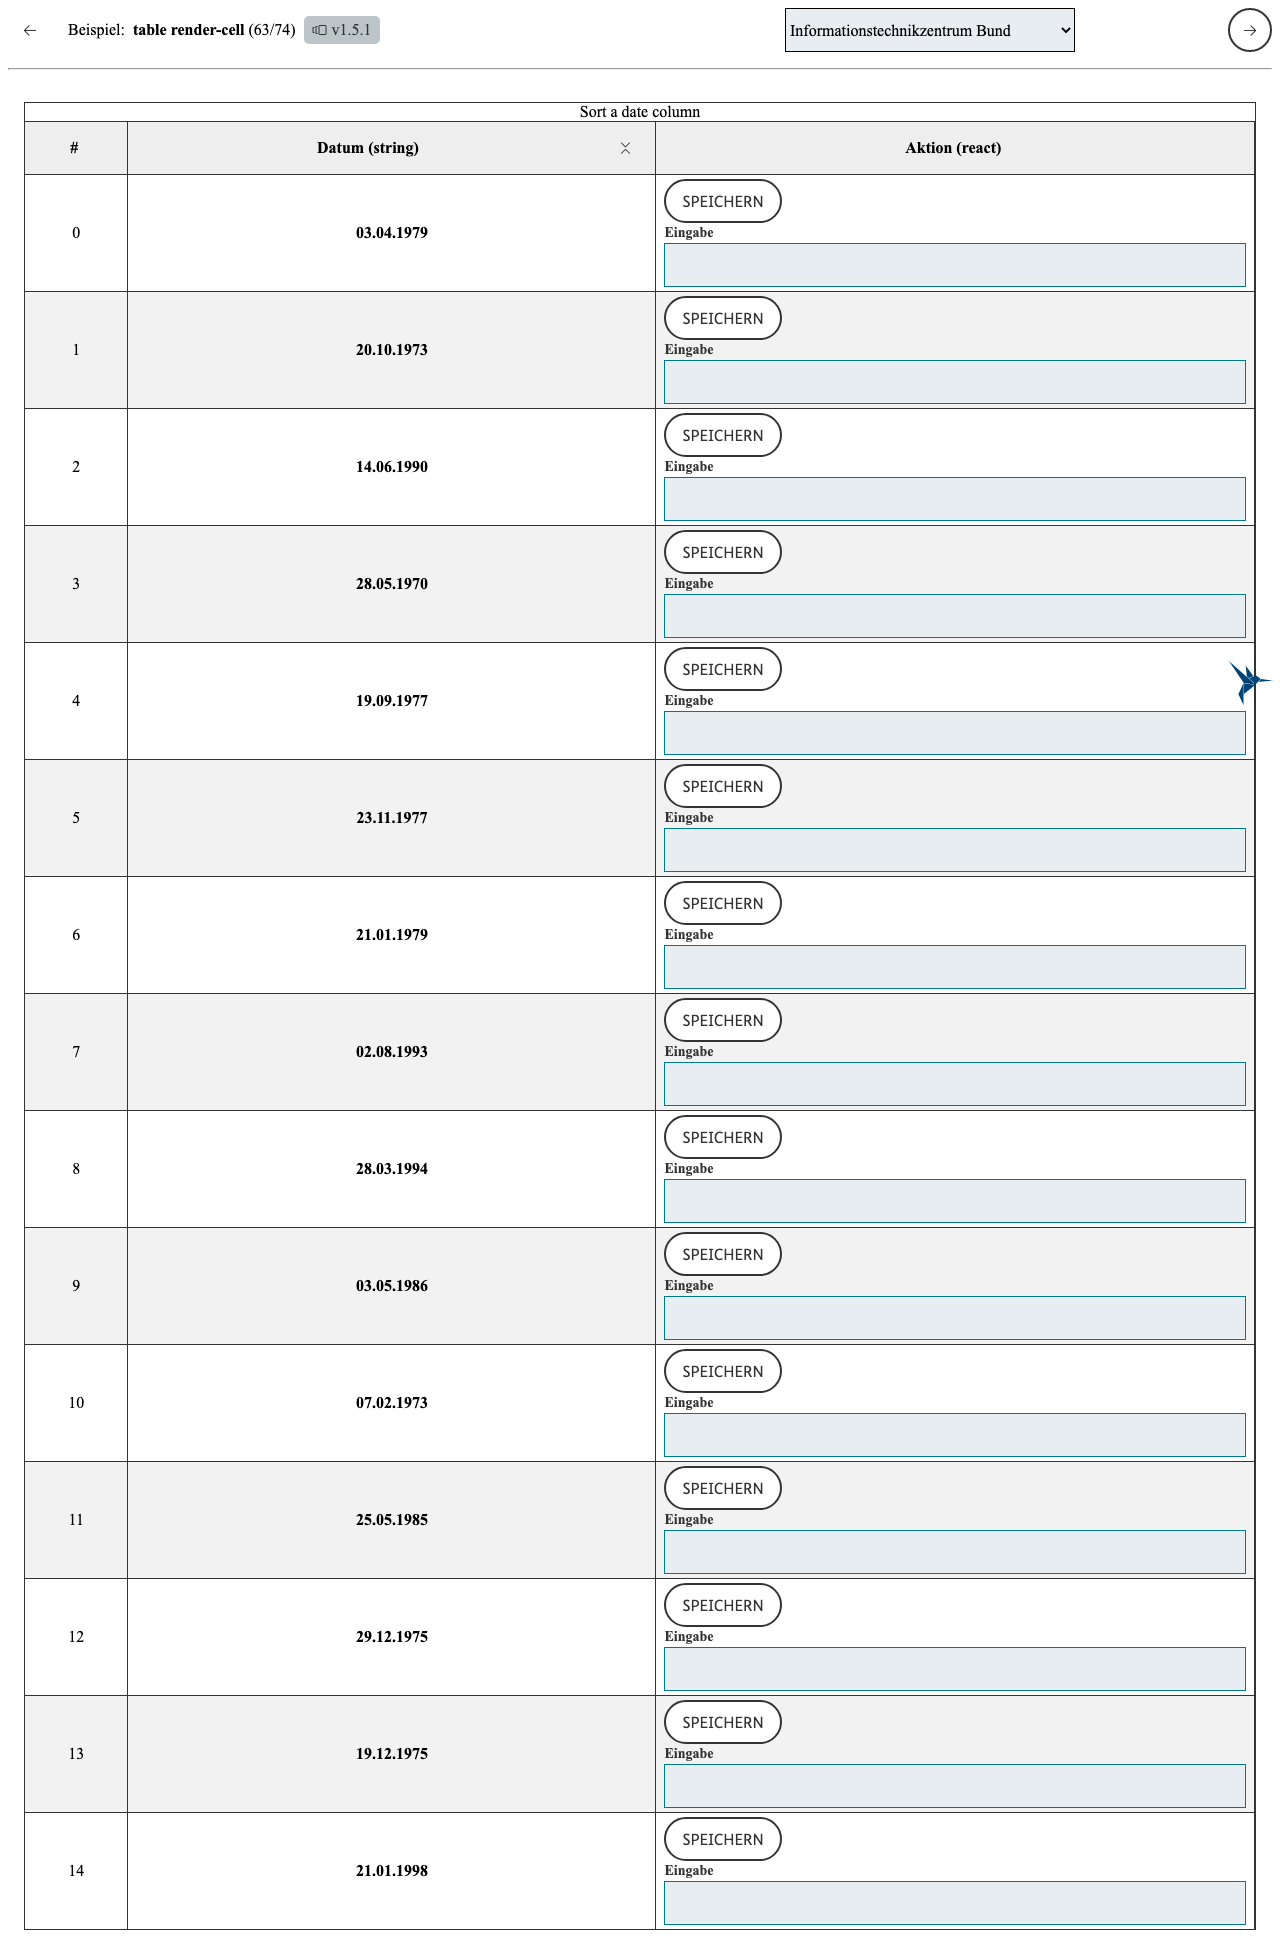 Beispiel: table render-cell (63/74) v1.5.1 Informationstechnikzentrum Bund
Sort a date column
# Datum (string) Aktion (react)
SPEICHERN
0 03.04.1979 Eingabe
SPEICHERN
1 20.10.1973 Eingabe
SPEICHERN
2 14.06.1990 Eingabe
SPEICHERN
3 28.05.1970 Eingabe
SPEICHERN
4 19.09.1977 Eingabe
SPEICHERN
5 23.11.1977 Eingabe
SPEICHERN
6 21.01.1979 Eingabe
SPEICHERN
7 02.08.1993 Eingabe
SPEICHERN
8 28.03.1994 Eingabe
SPEICHERN
9 03.05.1986 Eingabe
SPEICHERN
10 07.02.1973 Eingabe
SPEICHERN
11 25.05.1985 Eingabe
SPEICHERN
12 29.12.1975 Eingabe
SPEICHERN
13 19.12.1975 Eingabe
SPEICHERN
14 21.01.1998 Eingabe